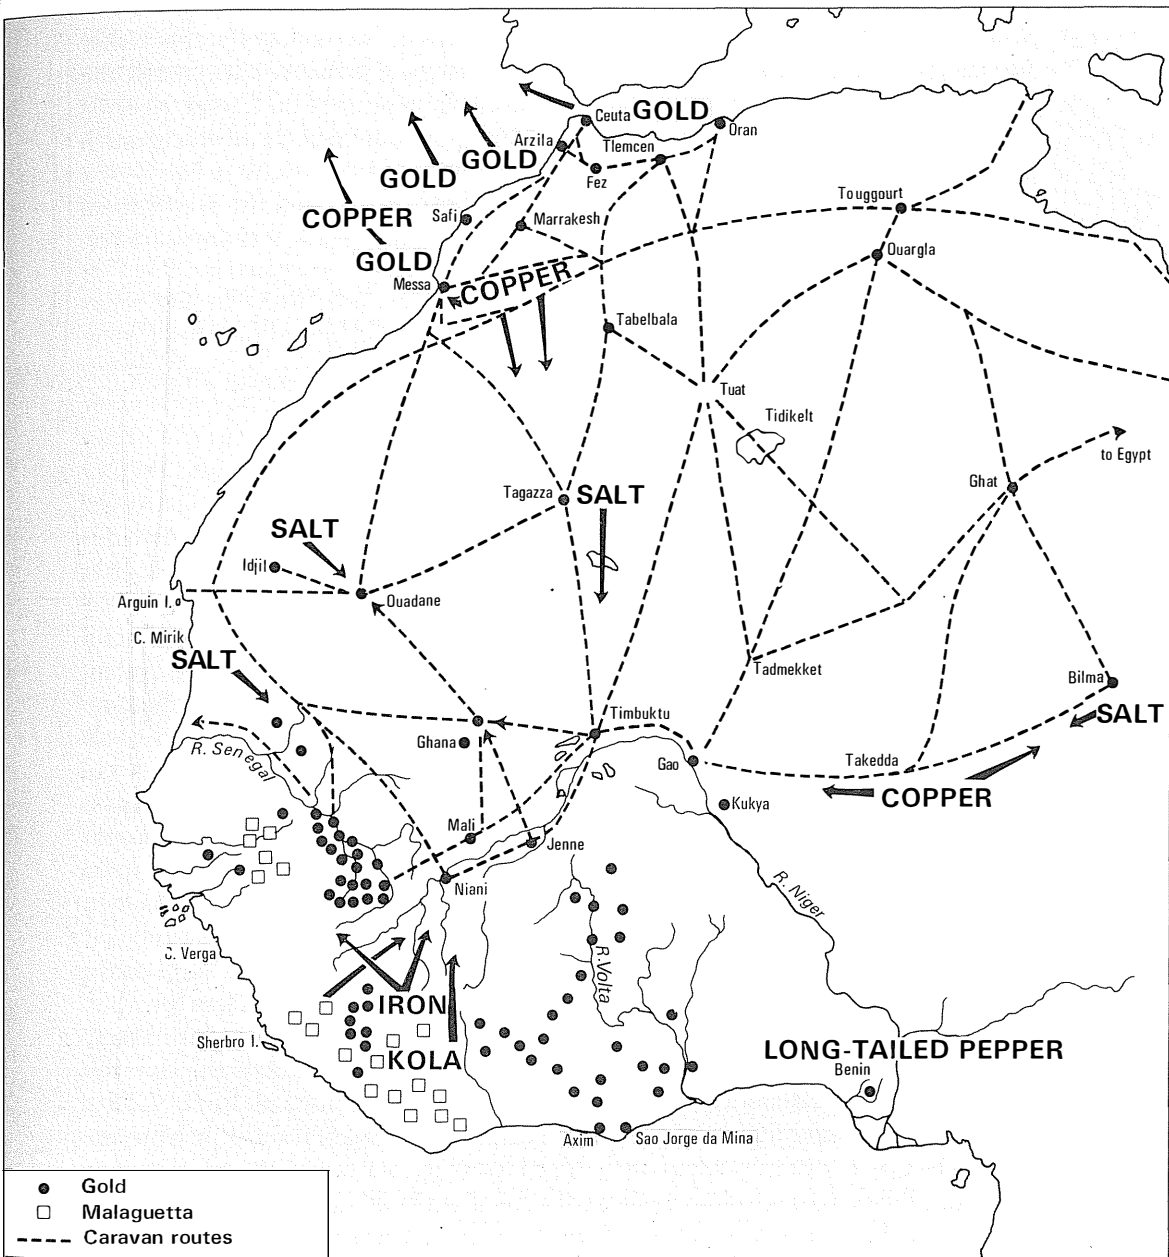 Ceuta
GOLD
Oran
Arzila
Tlemcen
GOLD
Fez
GOLD
Touggourt
COPPER
Safi
Marrakesh
Ouargla
GOLD
Messa
COPPER
Tabelbala
Tuat
Tidikelt
to Egypt
Ghat
Tagazza
SALT
SALT
Idjil
Ouadane
Arguin I.
C. Mirik
SALT
Tadmekket
Bilma
Timbuktu
SALT
R. Senegal
Ghana
Gao
Takedda
COPPER
Kukya
Mali
Jenne
Niani
R. Niger
C. Verga
R. Volta
IRON
Sherbro I.
KOLA
LONG-TAILED PEPPER
Benin
Axim
Sao Jorge da Mina
Gold
Malaguetta
Caravan routes